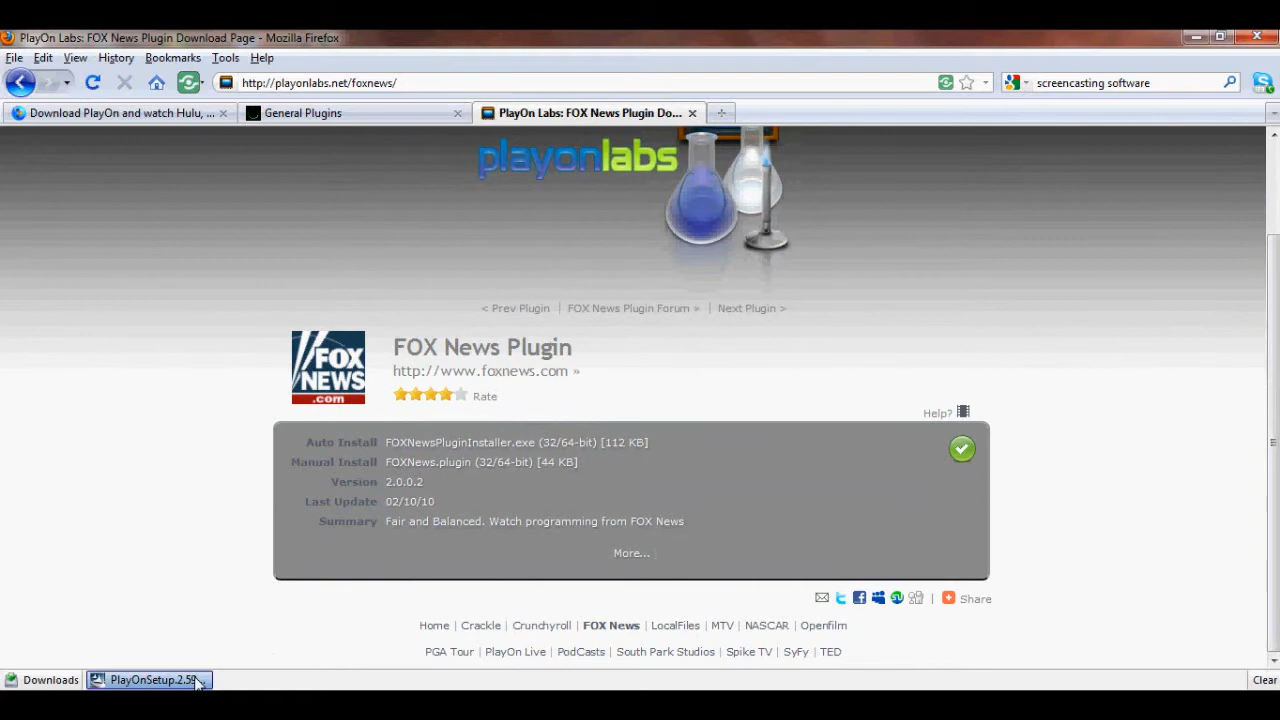 PlayOn Labs: FOX News Plugin Download Page - Mozilla Firefox
File Edit View History Bookmarks Tools Help
http://playonlabs.net/foxnews/ screencasting software
Download PlayOn and watch Hulu, ... General Plugins PlayOn Labs: FOX News Plugin Do...
playonlabs
< Prev Plugin | FOX News Plugin Forum » | Next Plugin >
FOX NEWS .com
FOX News Plugin
http://www.foxnews.com »
Rate
Help?
Auto Install FOXNewsPluginInstaller.exe (32/64-bit) [112 KB]
Manual Install FOXNews.plugin (32/64-bit) [44 KB]
Version 2.0.0.2
Last Update 02/10/10
Summary Fair and Balanced. Watch programming from FOX News
More...
| Share
Home | Crackle | Crunchyroll | FOX News | LocalFiles | MTV | NASCAR | Openfilm
PGA Tour | PlayOn Live | PodCasts | South Park Studios | Spike TV | SyFy | TED
Downloads PlayOnSetup.2.59... Clear